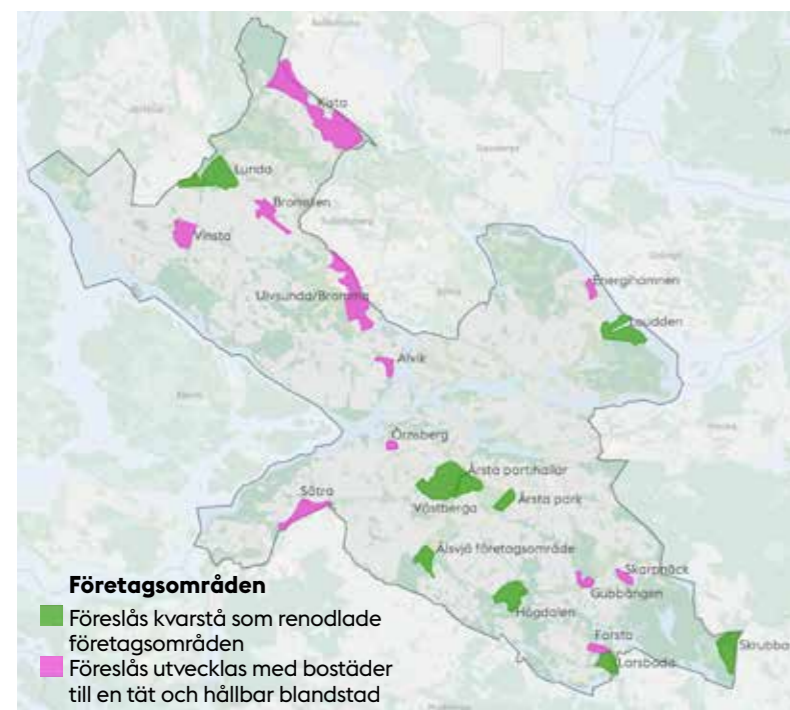 Kista
Lunda
Bromsten
Vinsta
Ulvsunda/Bromma
Energihamnen
Loudden
Alvik
Örnsberg
Årsta partihallar
Västberga
Årsta park
Sätra
Älvsjö företagsområde
Skarpnäck
Gubbängen
Högdalen
Farsta
Larsboda
Skrubba
Företagsområden
Föreslås kvarstå som renodlade
företagsområden
Föreslås utvecklas med bostäder
till en tät och hållbar blandstad